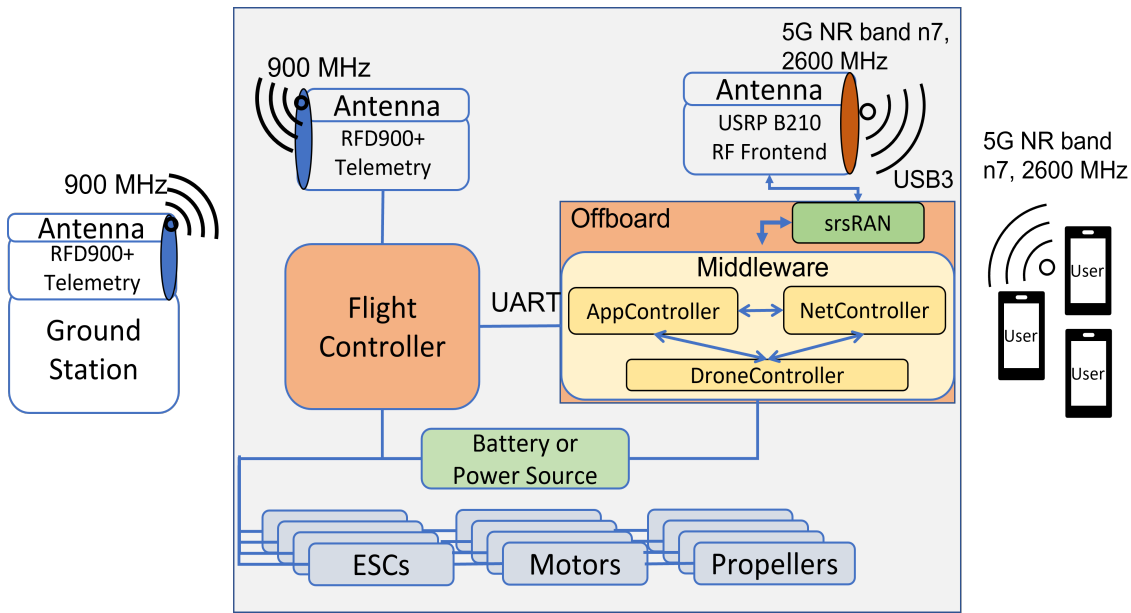 900 MHz
Antenna
RFD900+
Telemetry
Ground
Station
900 MHz
Antenna
RFD900+
Telemetry
Flight
Controller
UART
5G NR band n7,
2600 MHz
Antenna
USRP B210
RF Frontend
USB3
Offboard
srsRAN
Middleware
AppController
NetController
DroneController
Battery or
Power Source
ESCs
Motors
Propellers
5G NR band
n7, 2600 MHz
User
User
User